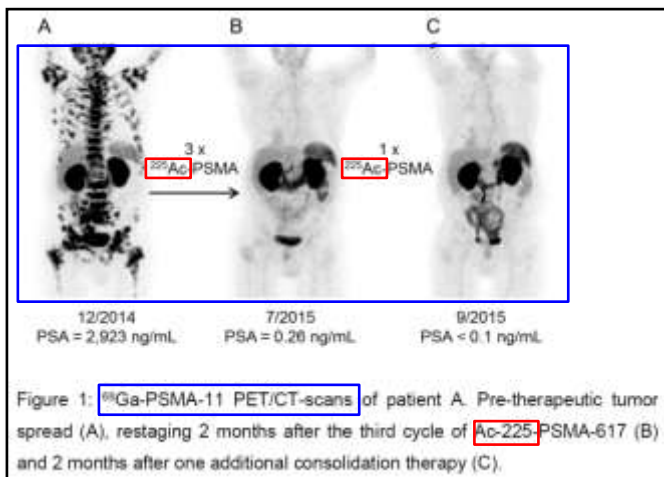 A B C
3 x
²²⁵Ac-PSMA
1 x
²²⁵Ac-PSMA
12/2014
PSA = 2,923 ng/mL
7/2015
PSA = 0.26 ng/mL
9/2015
PSA < 0.1 ng/mL
Figure 1: ⁶⁸Ga-PSMA-11 PET/CT-scans of patient A. Pre-therapeutic tumor
spread (A), restaging 2 months after the third cycle of Ac-225-PSMA-617 (B)
and 2 months after one additional consolidation therapy (C).